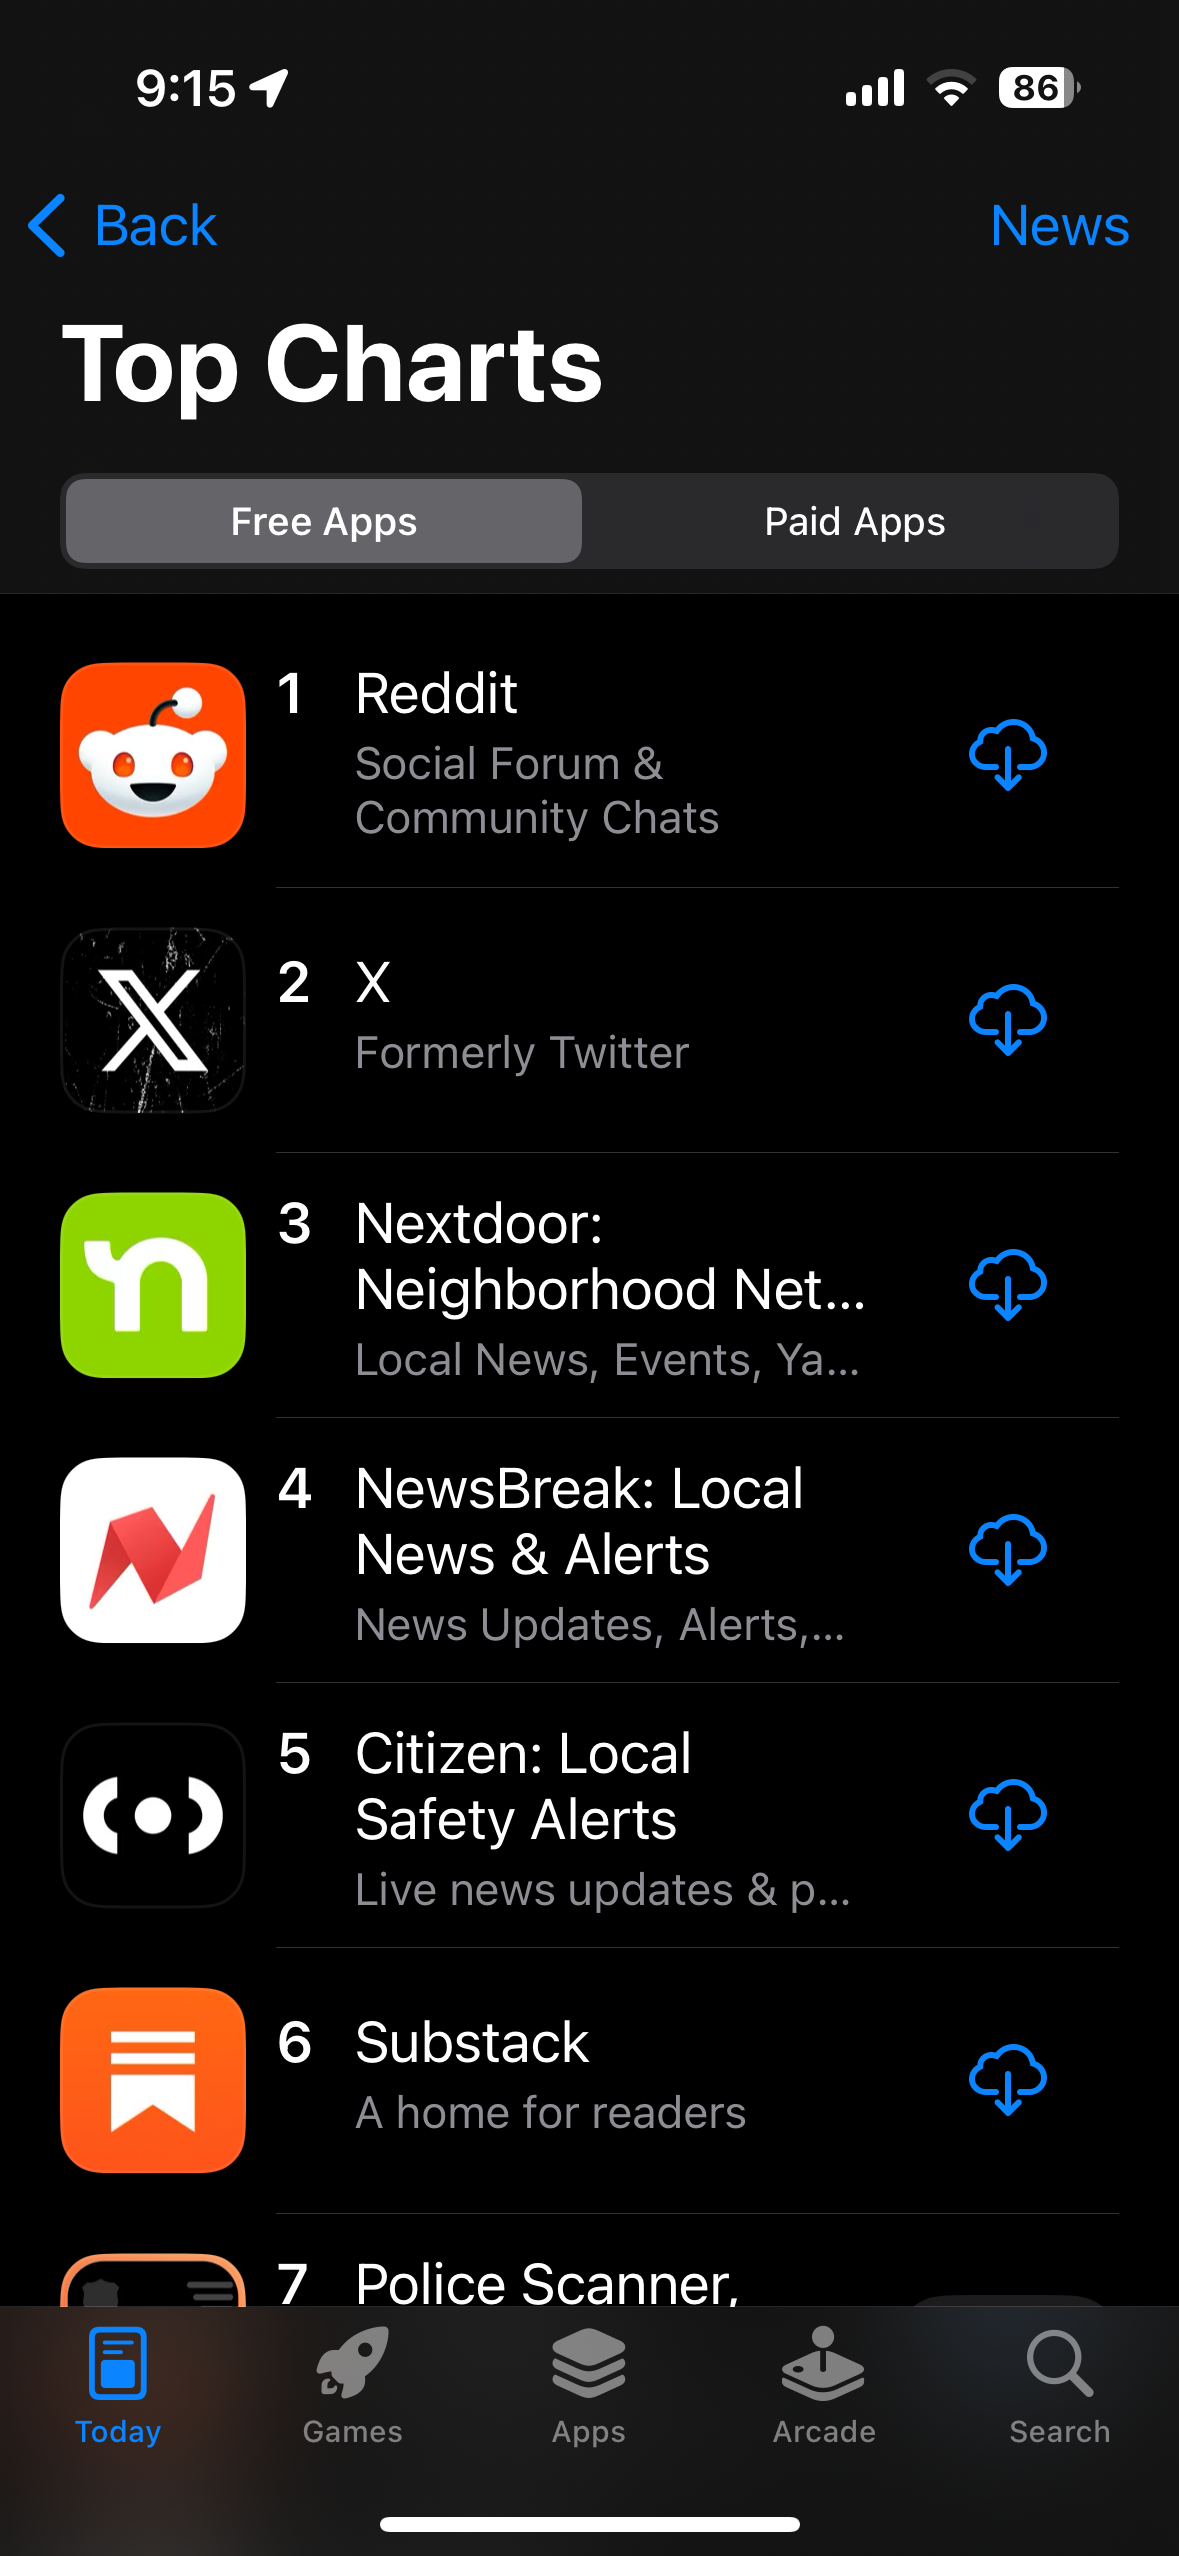 9:15
86
Back
News
Top Charts
Free Apps
Paid Apps
1 Reddit
Social Forum &
Community Chats
2 X
Formerly Twitter
3 Nextdoor:
Neighborhood Net...
Local News, Events, Ya...
4 NewsBreak: Local
News & Alerts
News Updates, Alerts,...
5 Citizen: Local
Safety Alerts
Live news updates & p...
6 Substack
A home for readers
7 Police Scanner,
Today
Games
Apps
Arcade
Search